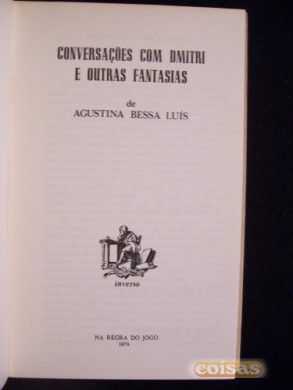 CONVERSAÇÕES COM DMITRI
E OUTRAS FANTASIAS
de
AGUSTINA BESSA LUÍS
inverso
NA REGRA DO JOGO
1979
coisas